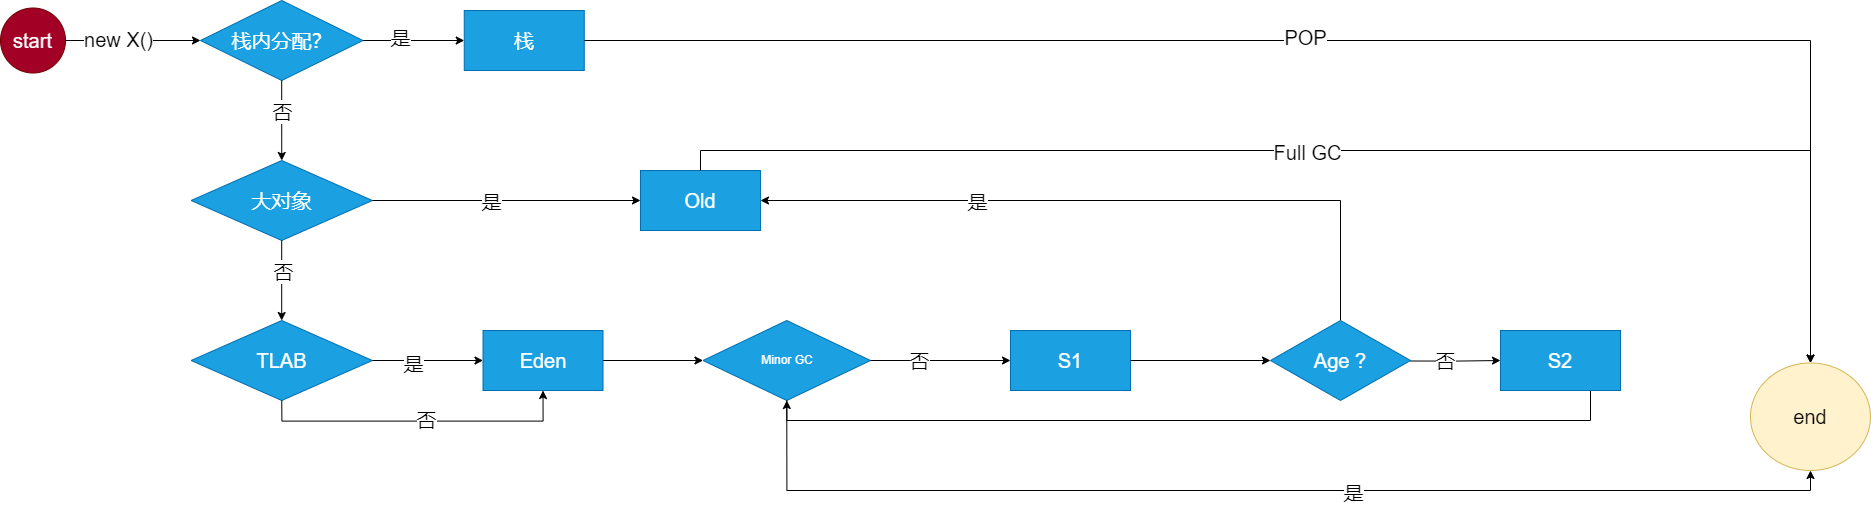 start
new X()
栈内分配?
是
栈
POP
否
大对象
是
Old
Full GC
是
否
TLAB
是
Eden
否
Minor GC
否
S1
Age ?
否
S2
是
end